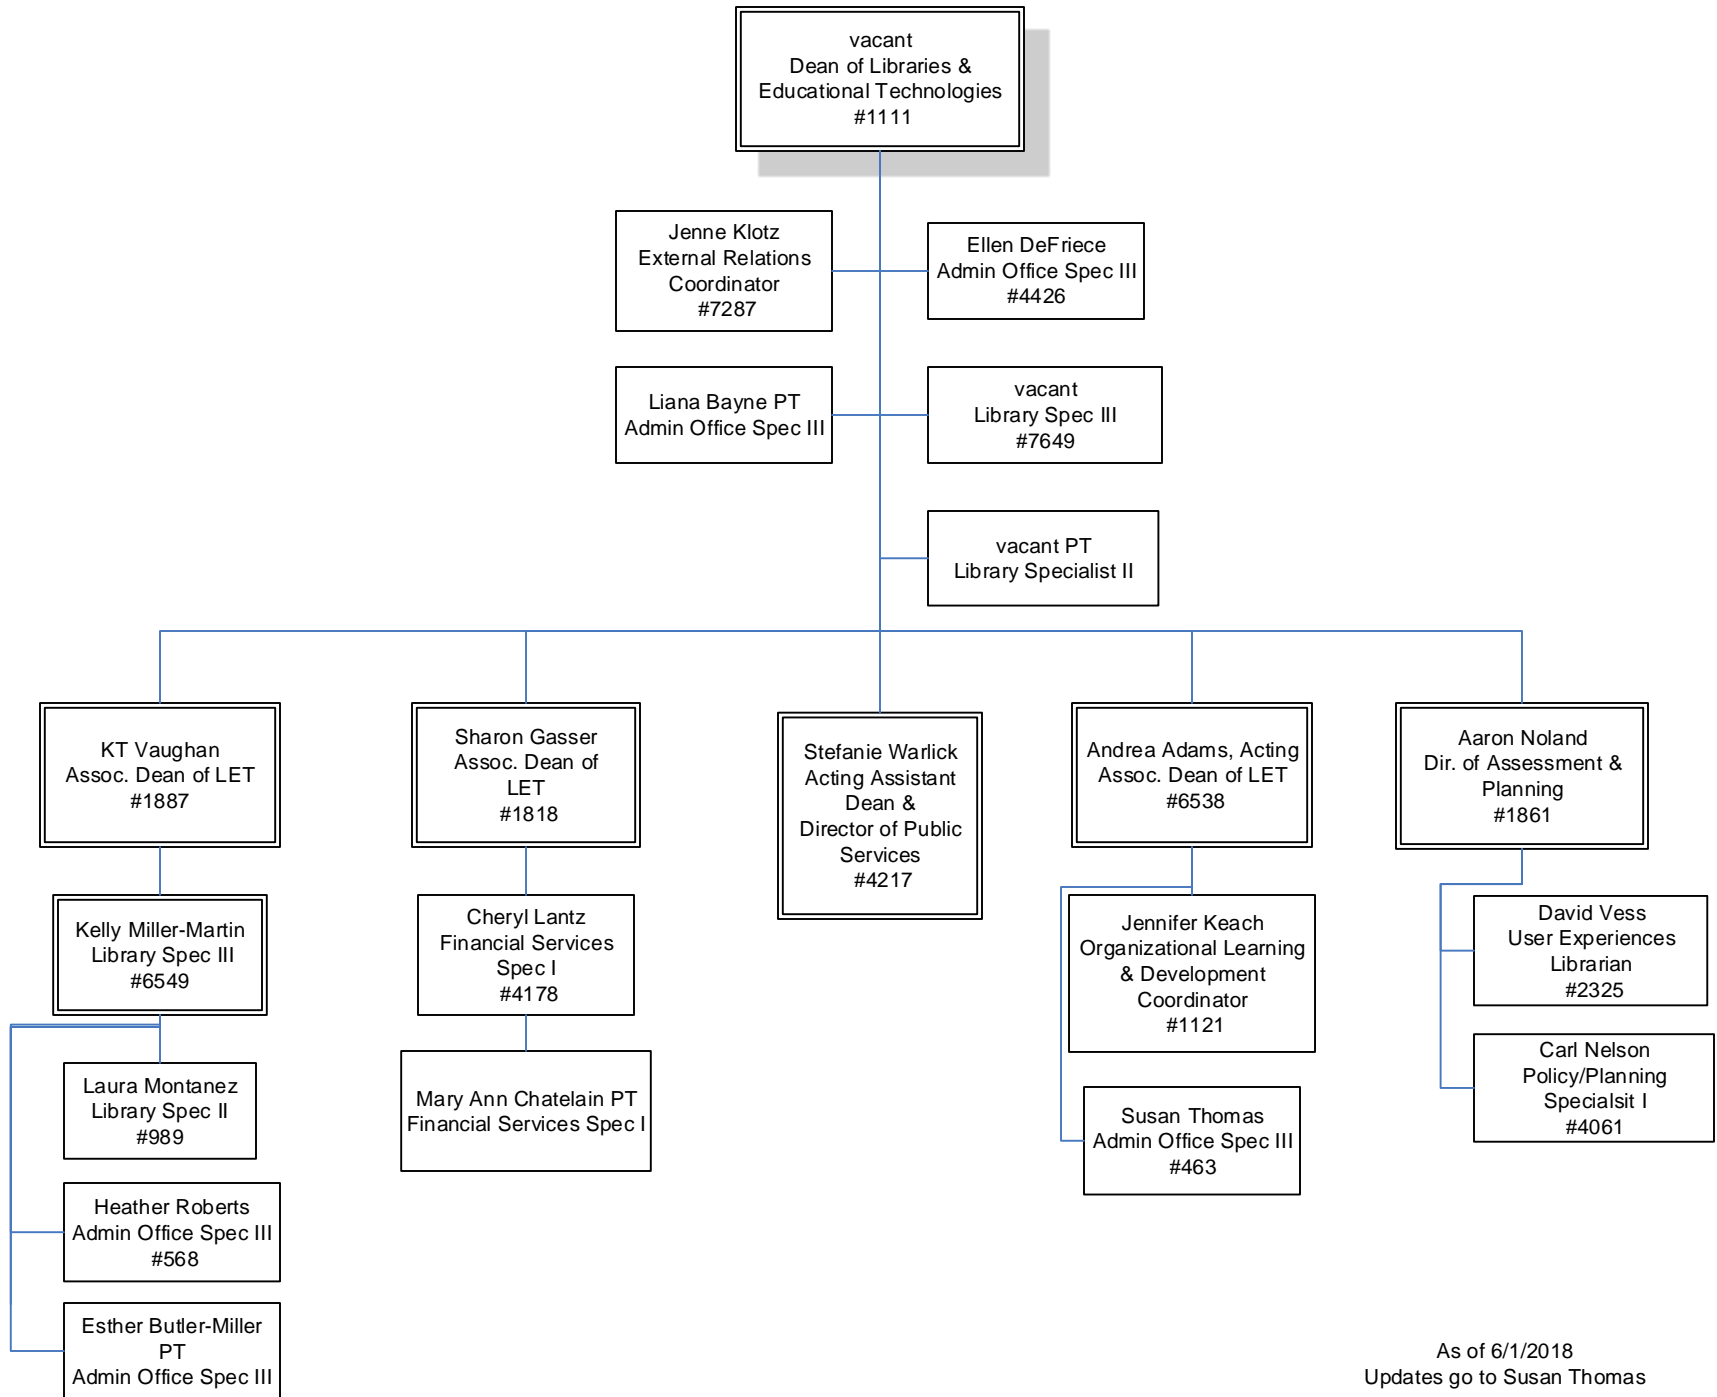 vacant
Dean of Libraries &
Educational Technologies
#1111
Jenne Klotz
External Relations
Coordinator
#7287
Ellen DeFriece
Admin Office Spec III
#4426
Liana Bayne PT
Admin Office Spec III
vacant
Library Spec III
#7649
vacant PT
Library Specialist II
KT Vaughan
Assoc. Dean of LET
#1887
Sharon Gasser
Assoc. Dean of
LET
#1818
Stefanie Warlick
Acting Assistant
Dean &
Director of Public
Services
#4217
Andrea Adams, Acting
Assoc. Dean of LET
#6538
Aaron Noland
Dir. of Assessment &
Planning
#1861
Kelly Miller-Martin
Library Spec III
#6549
Cheryl Lantz
Financial Services
Spec I
#4178
Jennifer Keach
Organizational Learning
& Development
Coordinator
#1121
David Vess
User Experiences
Librarian
#2325
Laura Montanez
Library Spec II
#989
Mary Ann Chatelain PT
Financial Services Spec I
Susan Thomas
Admin Office Spec III
#463
Carl Nelson
Policy/Planning
Specialsit I
#4061
Heather Roberts
Admin Office Spec III
#568
Esther Butler-Miller
PT
Admin Office Spec III
As of 6/1/2018
Updates go to Susan Thomas